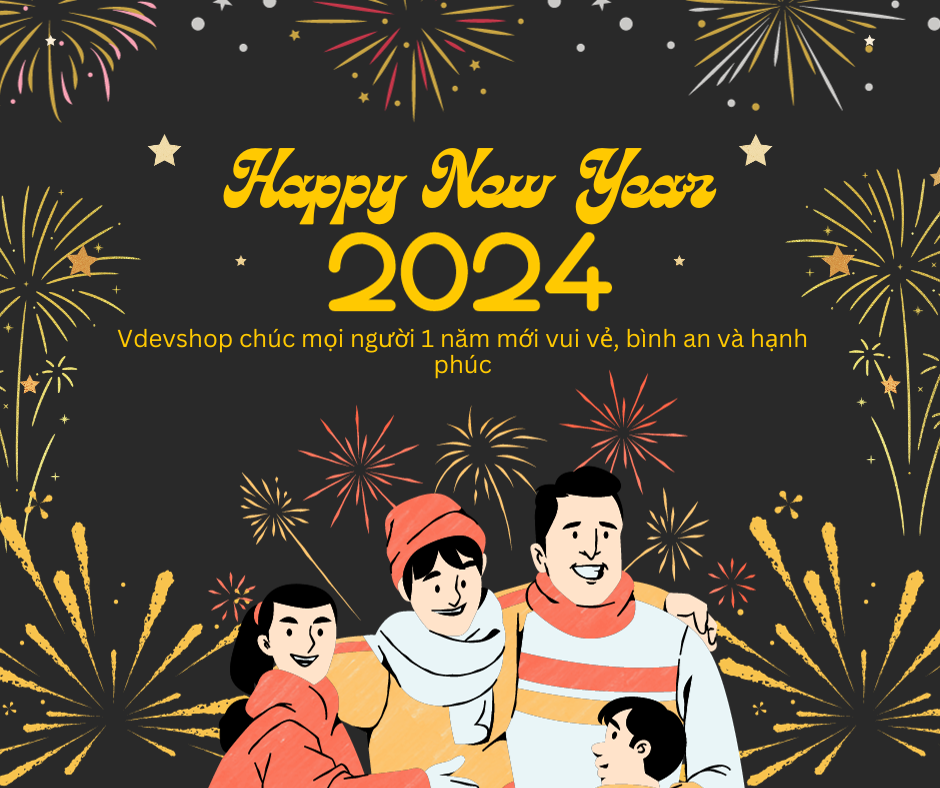 Happy New Year
2024
Vdevshop chúc mọi người 1 năm mới vui vẻ, bình an và hạnh
phúc